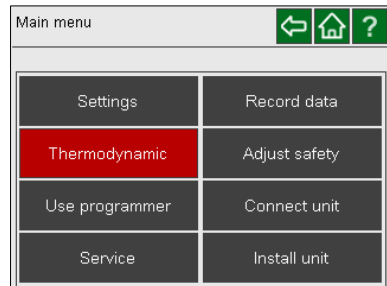 Main menu
?
Settings
Record data
Thermodynamic
Adjust safety
Use programmer
Connect unit
Service
Install unit